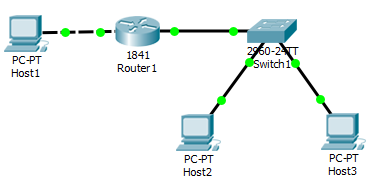 PC-PT
Host1
1841
Router1
2960-24TT
Switch1
PC-PT
Host2
PC-PT
Host3